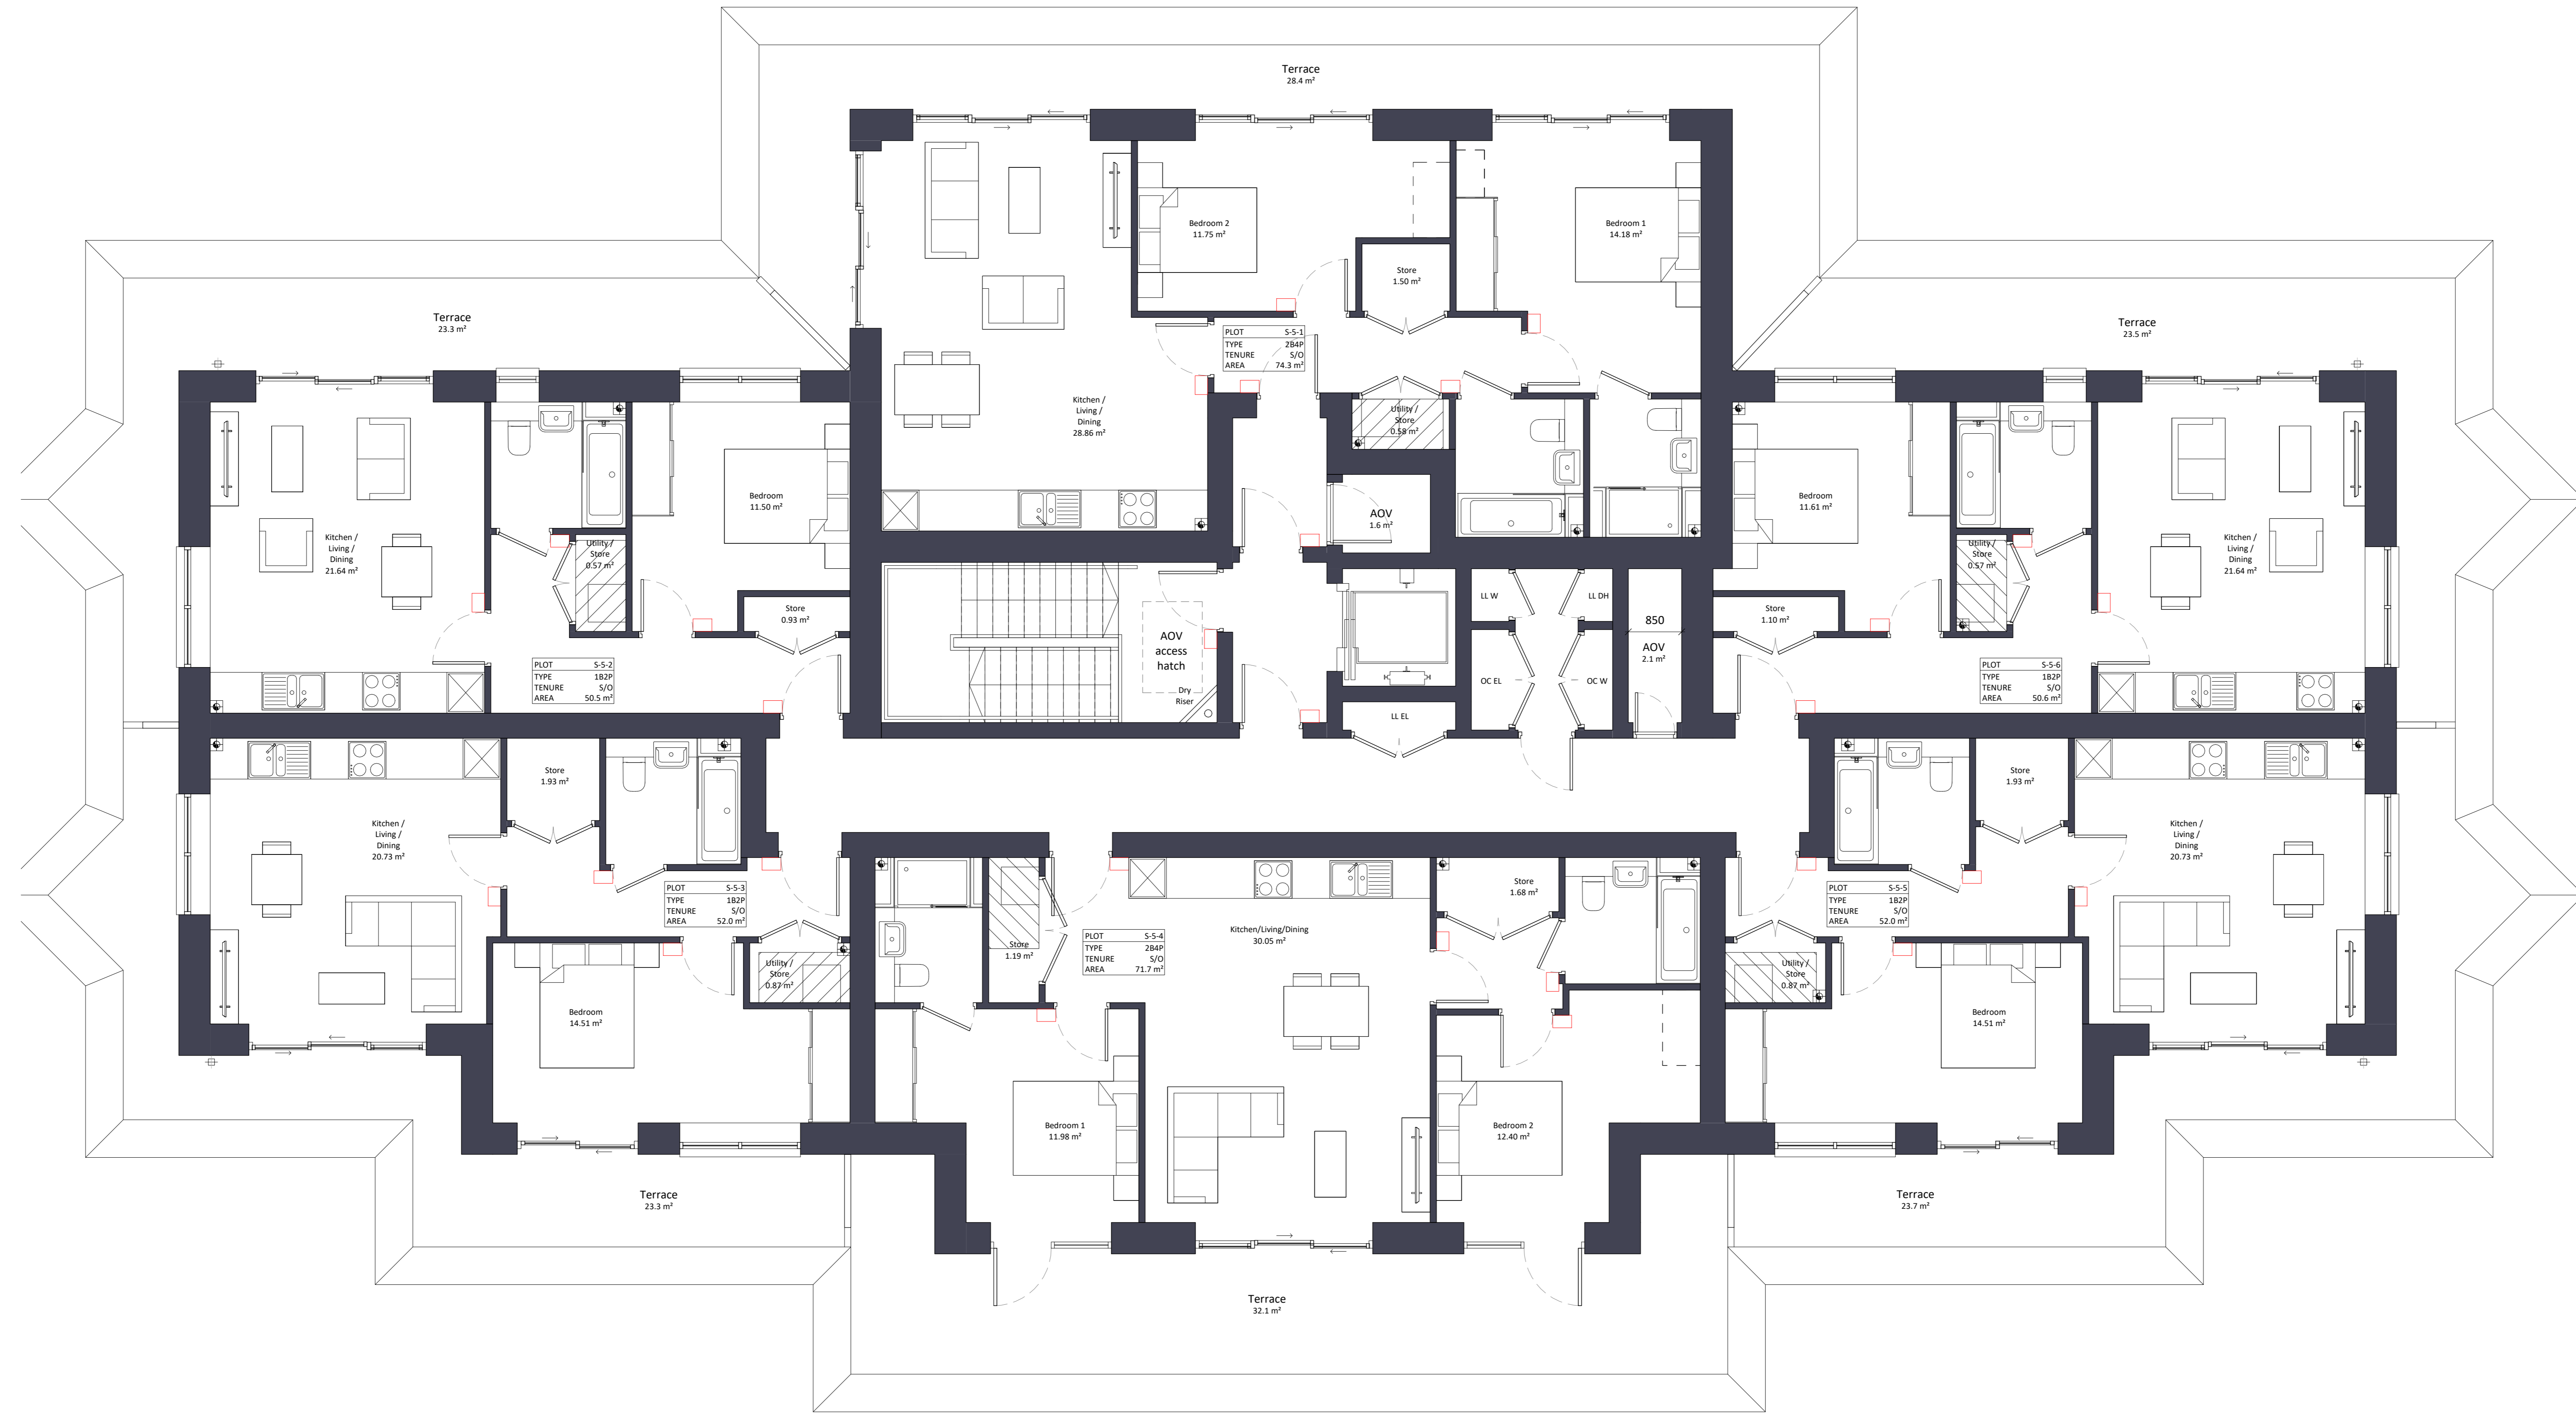 Terrace
28.4 m²
Bedroom 2
11.75 m²
Bedroom 1
14.18 m²
Store
1.50 m²
PLOT S-5-1
TYPE 2B4P
TENURE S/O
AREA 74.3 m²
Kitchen /
Living /
Dining
28.86 m²
Utility /
Store
0.58 m²
AOV
1.6 m²
Terrace
23.3 m²
Kitchen /
Living /
Dining
21.64 m²
Bedroom
11.50 m²
Utility /
Store
0.57 m²
Store
0.93 m²
PLOT S-5-2
TYPE 1B2P
TENURE S/O
AREA 50.5 m²
AOV
access
hatch
Dry
Riser
LL W
LL DH
OC EL
OC W
LL EL
850
AOV
2.1 m²
Terrace
23.5 m²
Bedroom
11.61 m²
Utility /
Store
0.57 m²
Store
1.10 m²
Kitchen /
Living /
Dining
21.64 m²
PLOT S-5-6
TYPE 1B2P
TENURE S/O
AREA 50.6 m²
Kitchen /
Living /
Dining
20.73 m²
Store
1.93 m²
PLOT S-5-3
TYPE 1B2P
TENURE S/O
AREA 52.0 m²
Utility /
Store
0.87 m²
Bedroom
14.51 m²
Terrace
23.3 m²
Store
1.19 m²
PLOT S-5-4
TYPE 2B4P
TENURE S/O
AREA 71.7 m²
Kitchen/Living/Dining
30.05 m²
Store
1.68 m²
Bedroom 1
11.98 m²
Bedroom 2
12.40 m²
Terrace
32.1 m²
Store
1.93 m²
Kitchen /
Living /
Dining
20.73 m²
PLOT S-5-5
TYPE 1B2P
TENURE S/O
AREA 52.0 m²
Utility /
Store
0.87 m²
Bedroom
14.51 m²
Terrace
23.7 m²